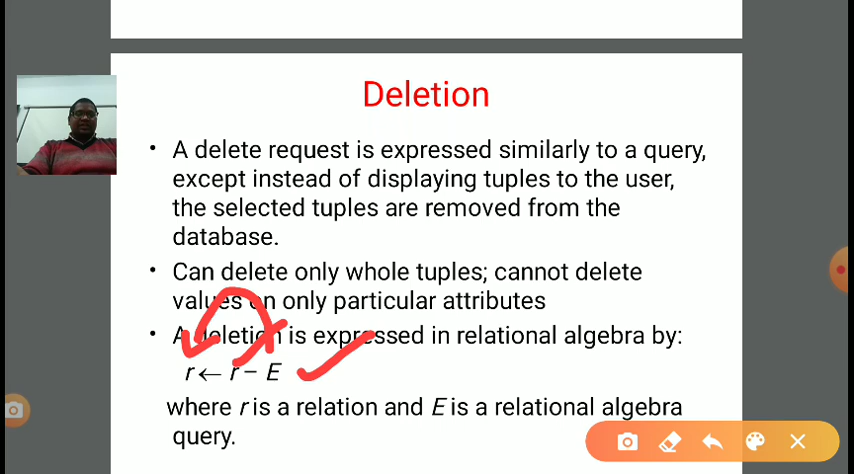 Deletion
• A delete request is expressed similarly to a query,
except instead of displaying tuples to the user,
the selected tuples are removed from the
database.
• Can delete only whole tuples; cannot delete
values on only particular attributes
• A deletion is expressed in relational algebra by:
r ← r – E
where r is a relation and E is a relational algebra
query.